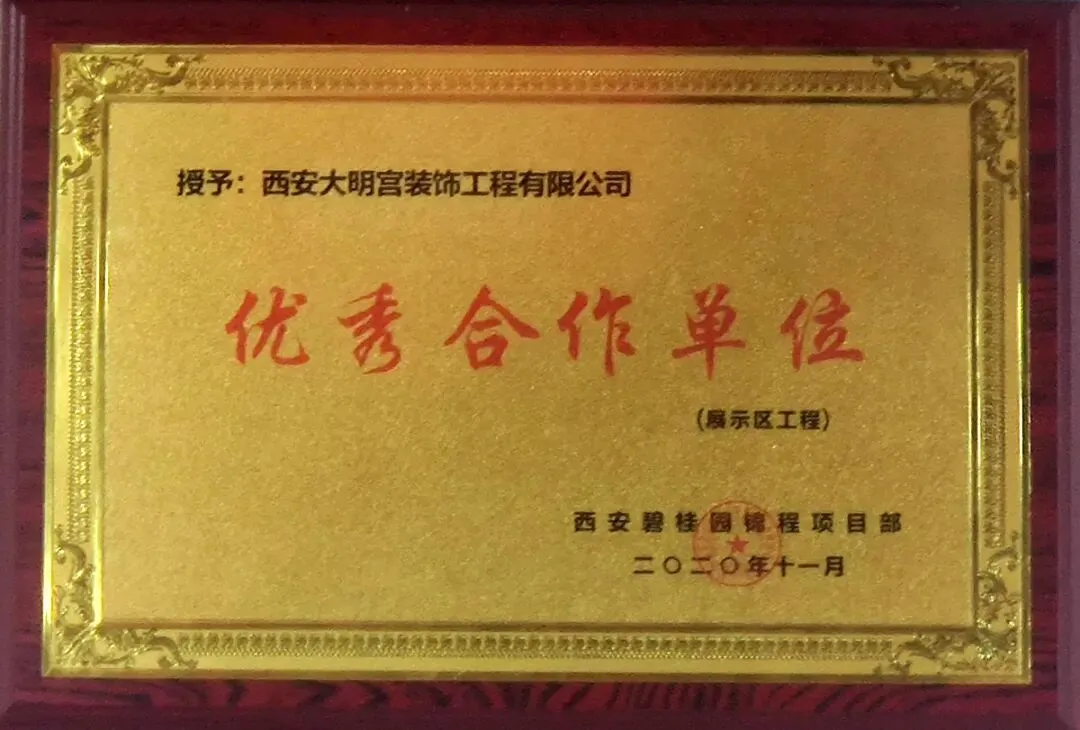 授予：西安大明宫装饰工程有限公司
优秀合作单位
(展示区工程)
西安碧桂园锦程项目部
二〇二〇年十一月